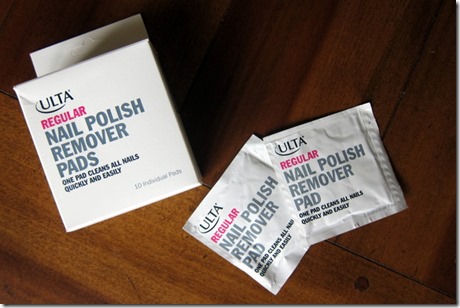 ULTA
REGULAR
NAIL POLISH
REMOVER
PADS
ONE PAD CLEANS ALL NAILS
QUICKLY AND EASILY
10 Individual Pads
ULTA
REGULAR
NAIL POLISH
REMOVER
PAD
ONE PAD CLEANS ALL NAILS
QUICKLY AND EASILY
ULTA
REGULAR
NAIL POLISH
REMOVER
PAD
ONE PAD CLEANS ALL NAILS
QUICKLY AND EASILY